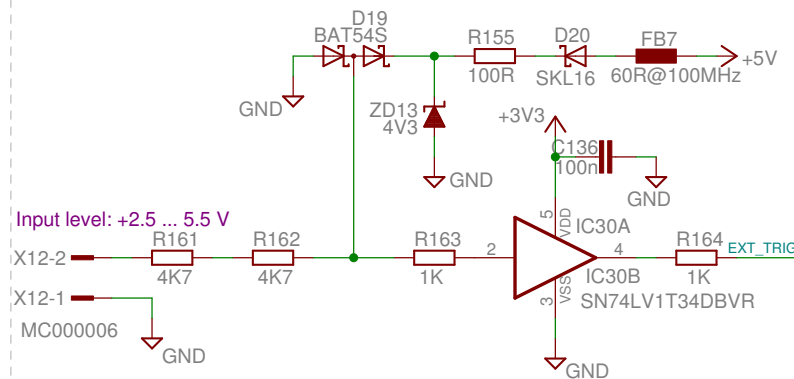 D19
BAT54S
R155
D20
FB7
+5V
100R
SKL16
60R@100MHz
GND
ZD13
4V3
+3V3
C136
100n
GND
GND
Input level: +2.5 ... 5.5 V
R161
R162
R163
5
VDD
IC30A
R164
EXT_TRIG
X12-2
2
4
4K7
4K7
1K
IC30B
1K
X12-1
3
VSS
SN74LV1T34DBVR
MC000006
GND
GND